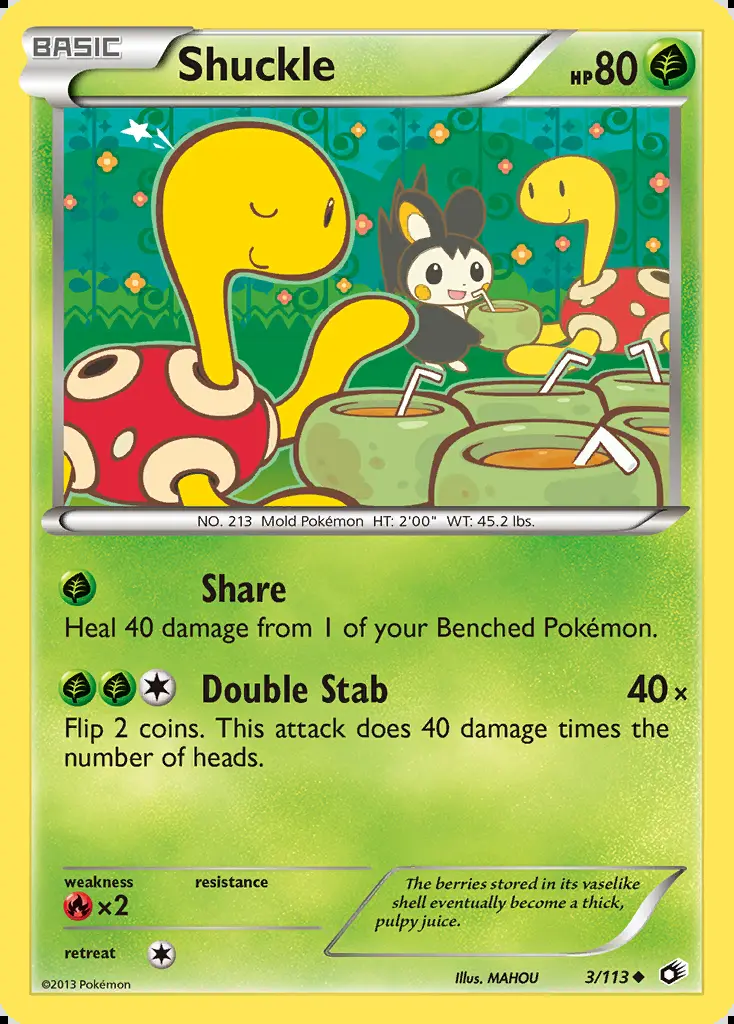 BASIC
Shuckle
HP80
NO. 213 Mold Pokémon HT: 2'00" WT: 45.2 lbs.
Share
Heal 40 damage from 1 of your Benched Pokémon.
Double Stab
40×
Flip 2 coins. This attack does 40 damage times the
number of heads.
weakness
resistance
×2
The berries stored in its vaselike
shell eventually become a thick,
pulpy juice.
retreat
©2013 Pokémon
Illus. MAHOU
3/113